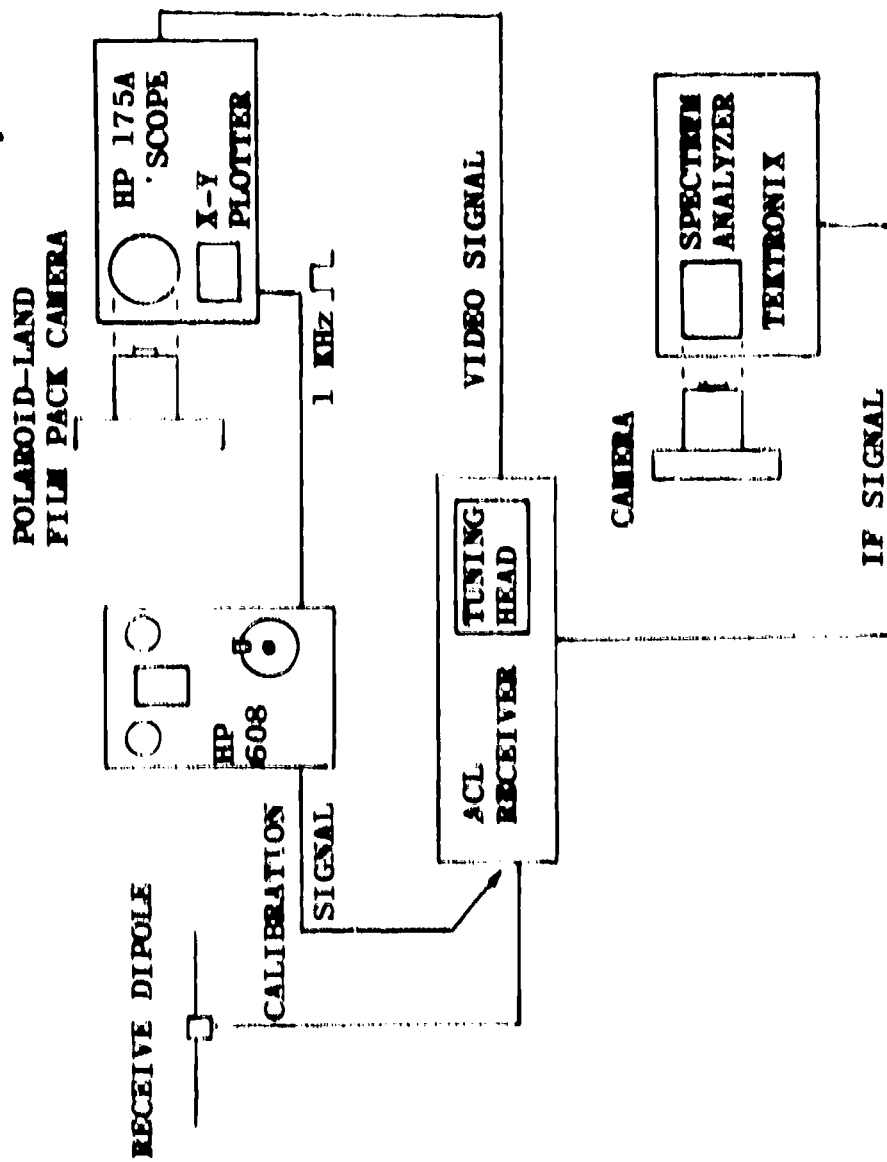 POLAROID-LAND
FILM PACK CAMERA
HP 175A
'SCOPE
X-Y
PLOTTER
1 KHz
HP
608
CALIBRATION
SIGNAL
RECEIVE DIPOLE
VIDEO SIGNAL
TUNING
HEAD
ACL
RECEIVER
CAMERA
SPECTRUM
ANALYZER
TEKTRONIX
IF SIGNAL